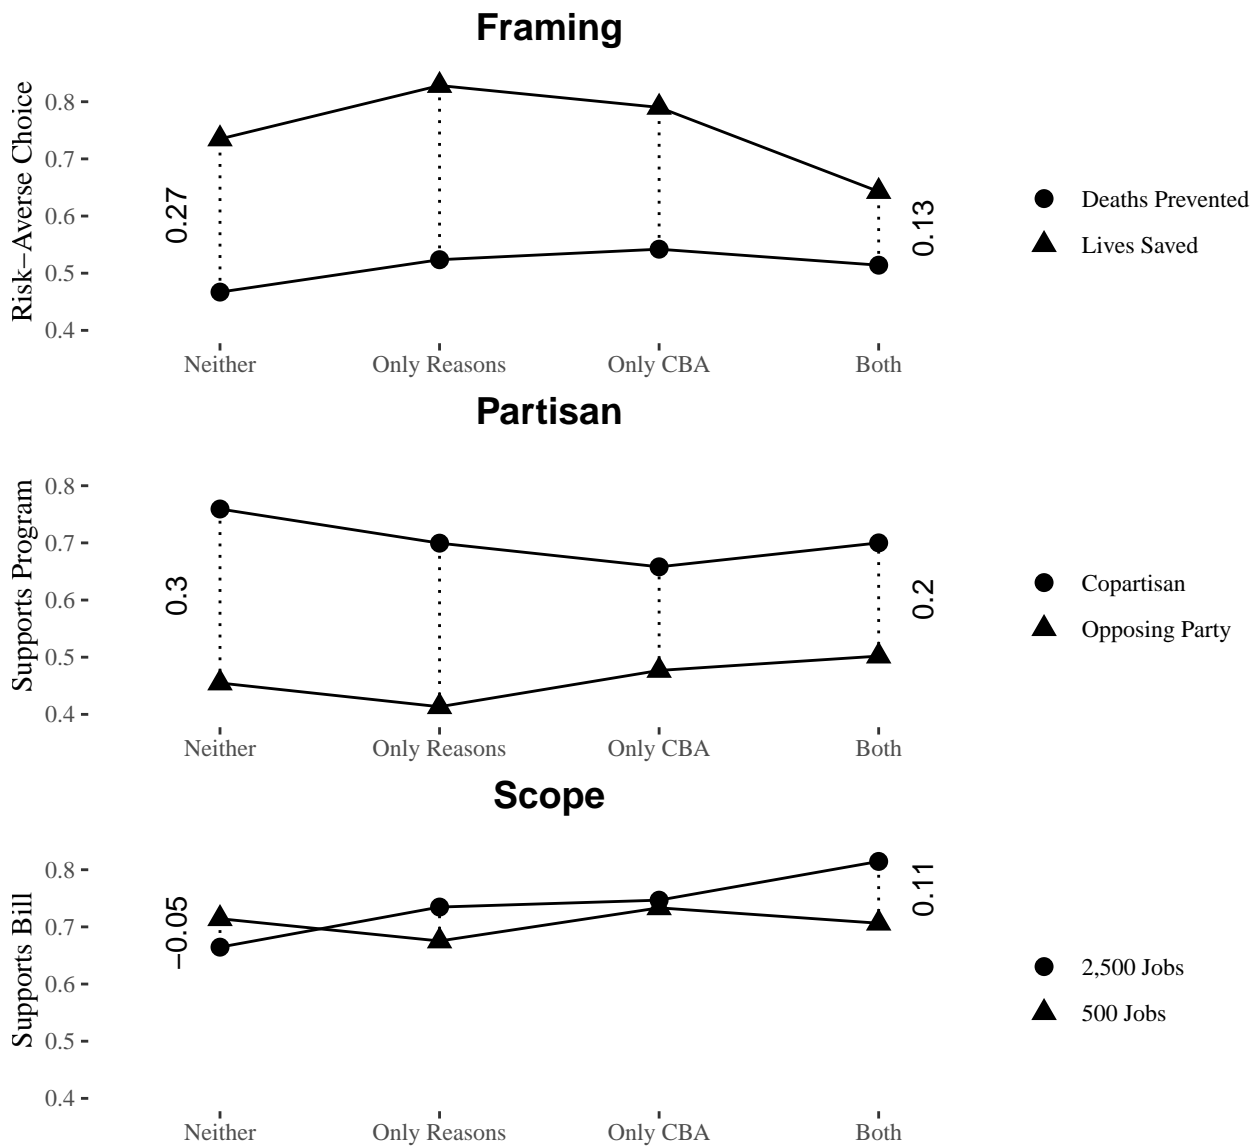 Framing
Risk−Averse Choice
0.8
0.7
0.6
0.5
0.4
0.27
0.13
Neither
Only Reasons
Only CBA
Both
Deaths Prevented
Lives Saved
Partisan
Supports Program
0.8
0.7
0.6
0.5
0.4
0.3
0.2
Neither
Only Reasons
Only CBA
Both
Copartisan
Opposing Party
Scope
Supports Bill
0.8
0.7
0.6
0.5
0.4
−0.05
0.11
Neither
Only Reasons
Only CBA
Both
2,500 Jobs
500 Jobs